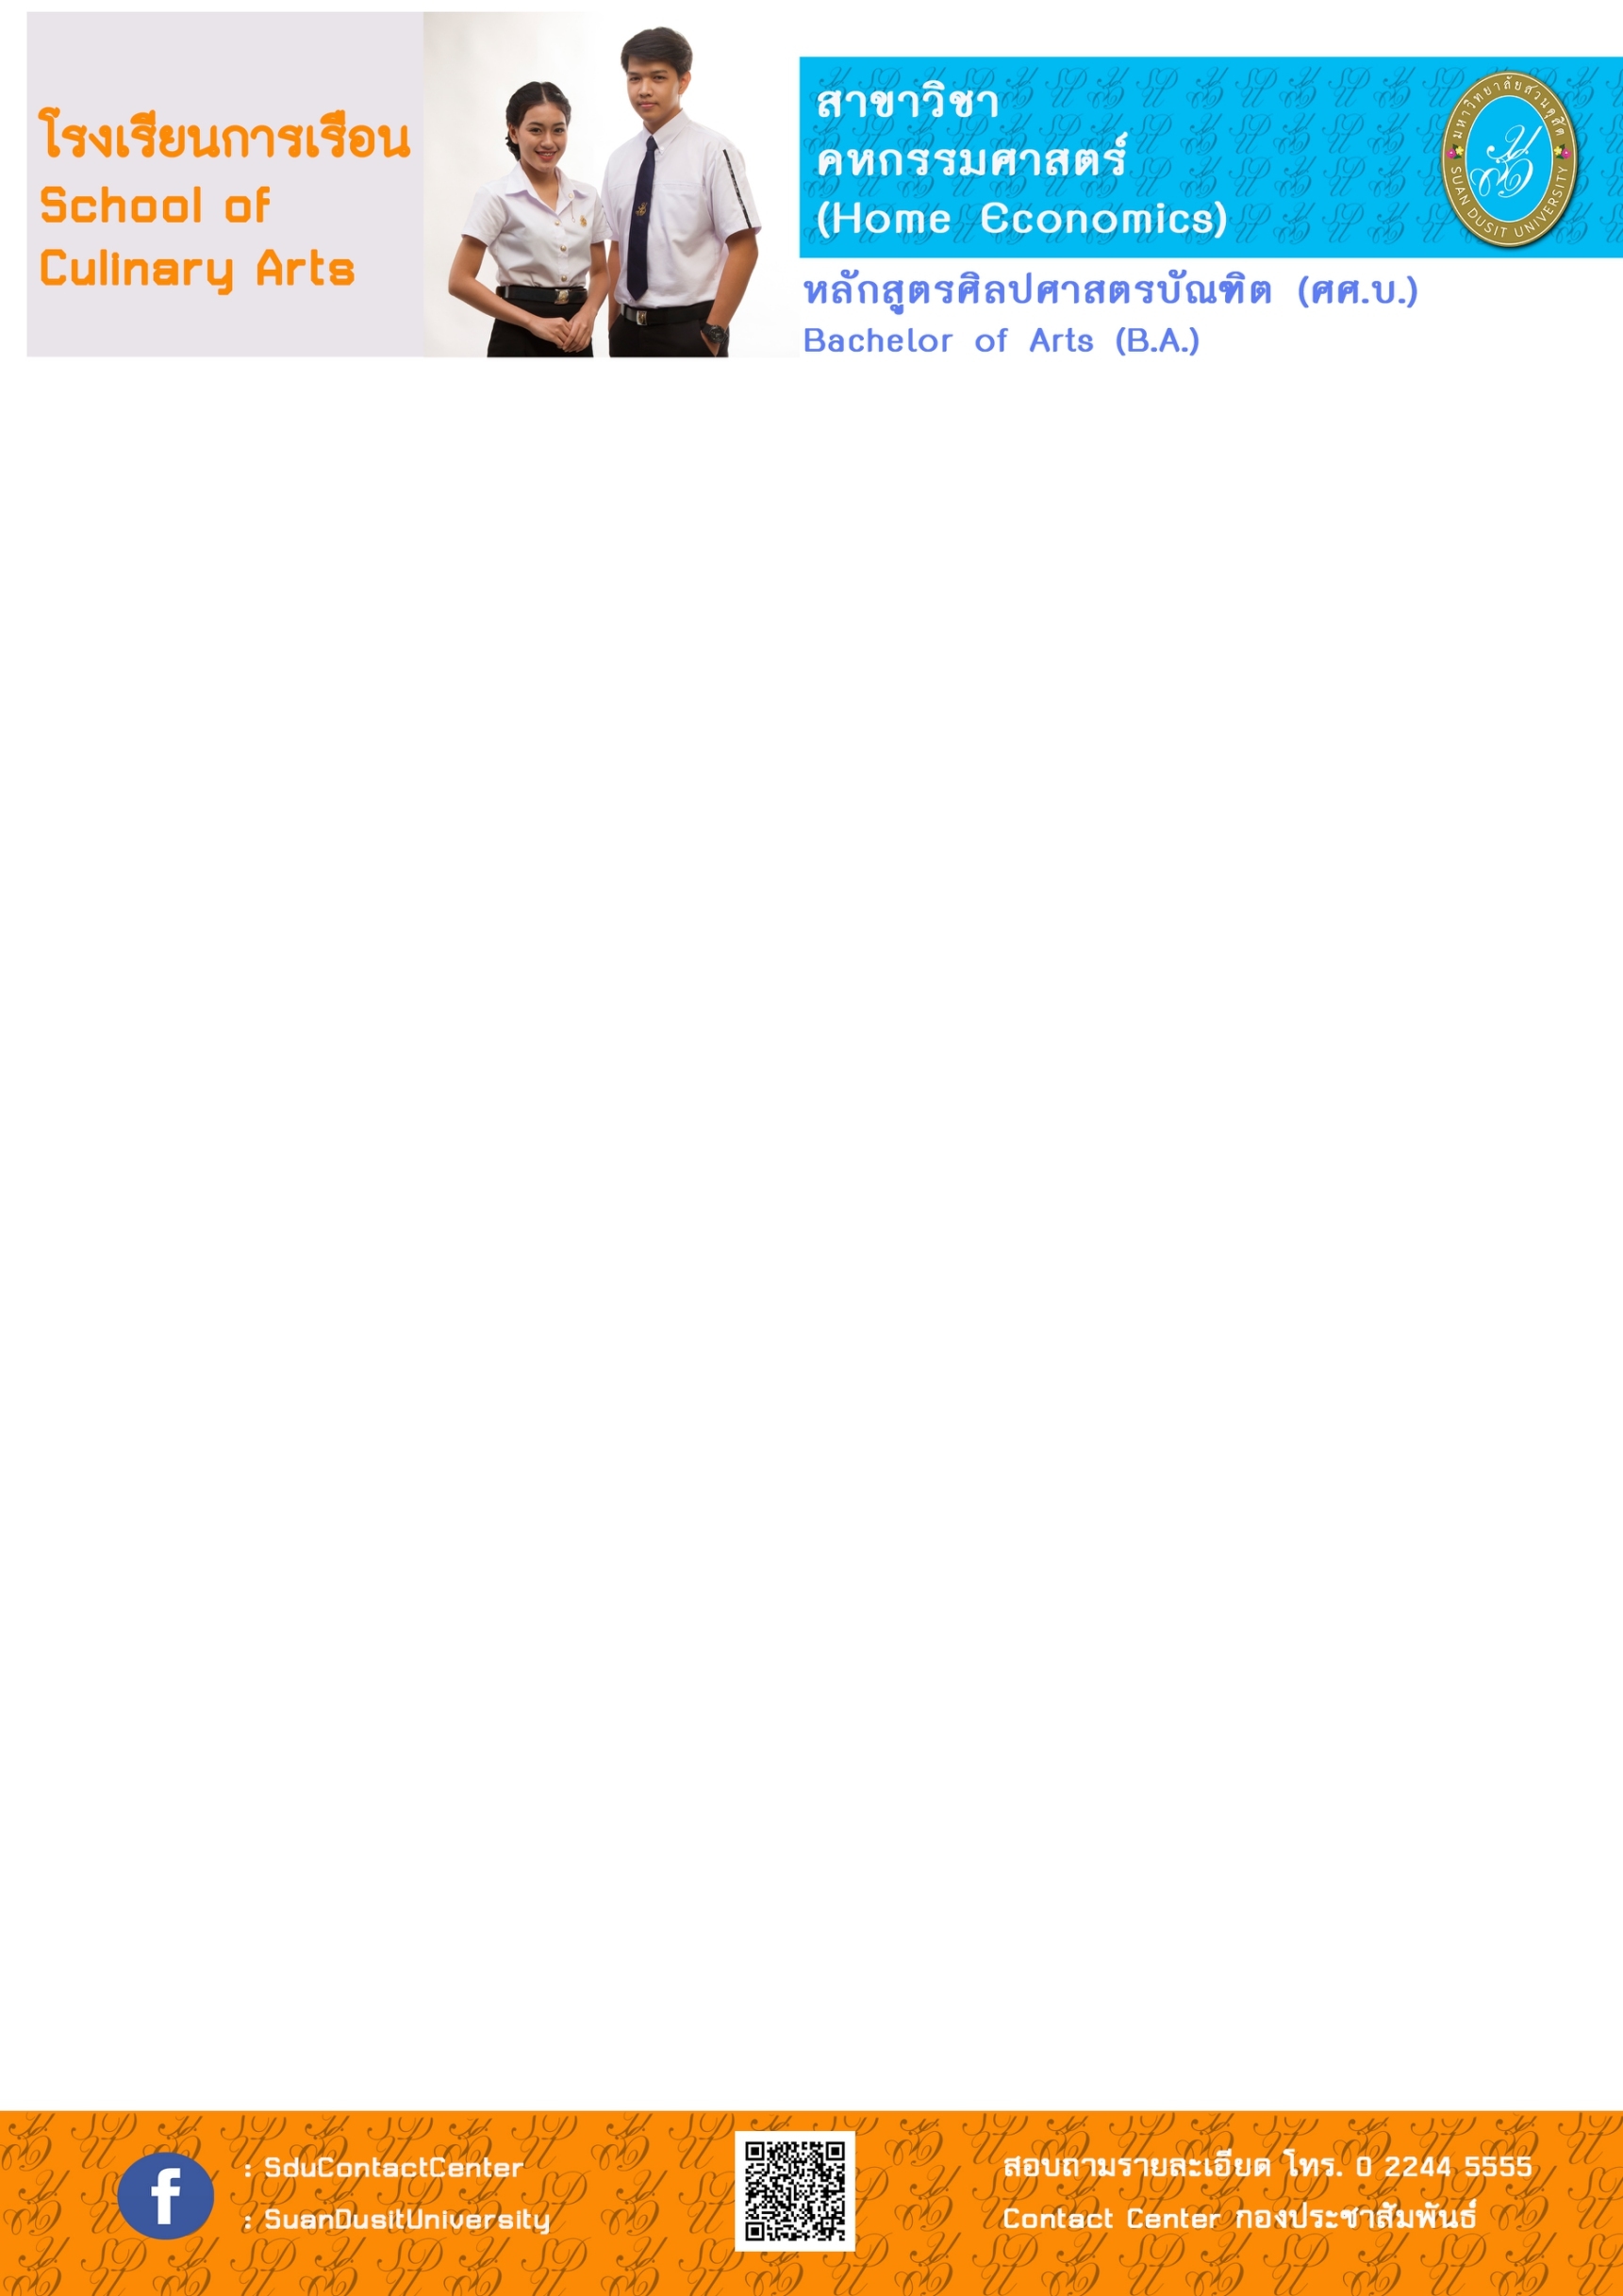 โรงเรียนการเรือน
School of
Culinary Arts
สาขาวิชา
คหกรรมศาสตร์
(Home Economics)
มหาวิทยาลัยสวนดุสิต
SUAN DUSIT UNIVERSITY
หลักสูตรศิลปศาสตรบัณฑิต (ศศ.บ.)
Bachelor of Arts (B.A.)
: SduContactCenter
: SuanDusitUniversity
สอบถามรายละเอียด โทร. 0 2244 5555
Contact Center กองประชาสัมพันธ์